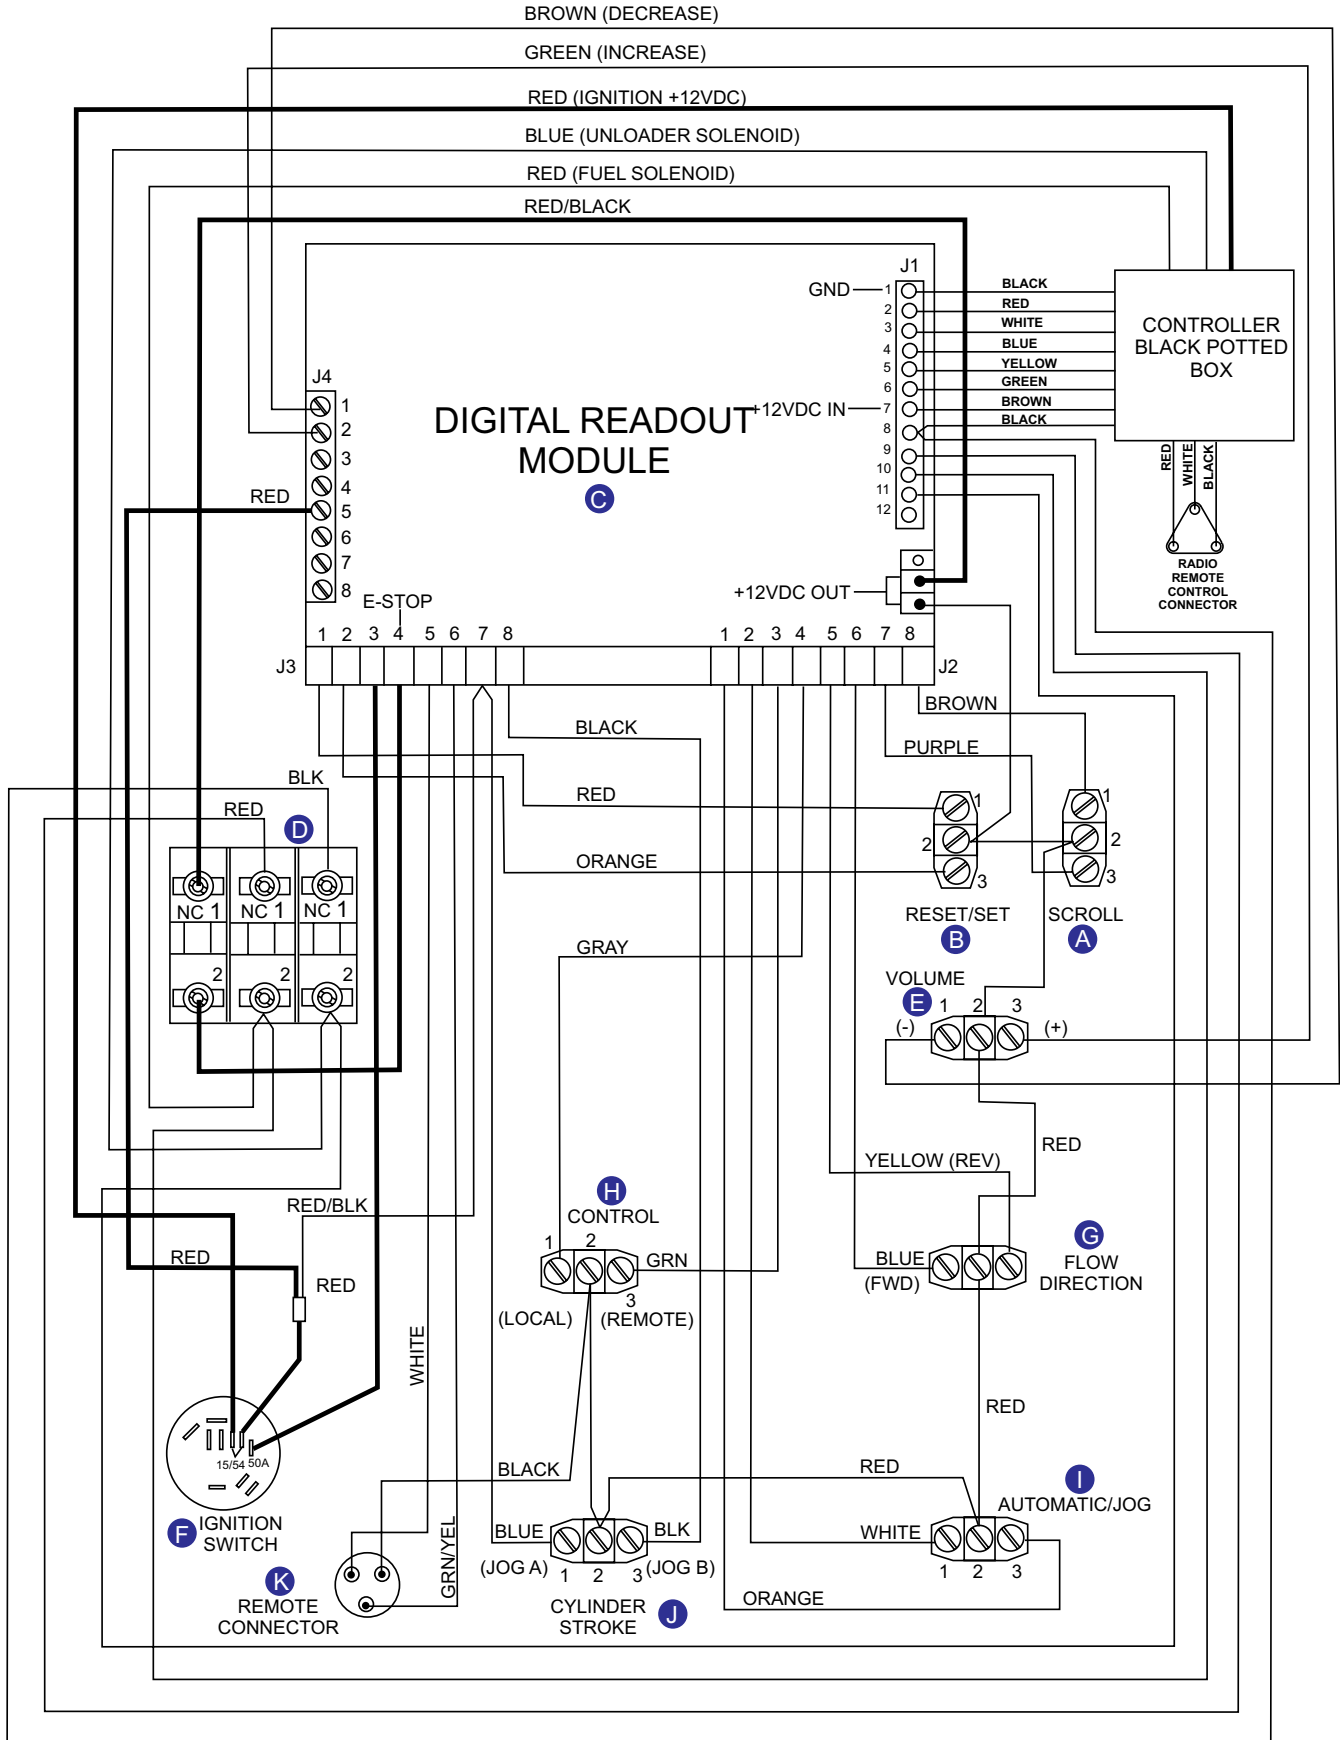 BROWN (DECREASE)
GREEN (INCREASE)
RED (IGNITION +12VDC)
BLUE (UNLOADER SOLENOID)
RED (FUEL SOLENOID)
RED/BLACK
J1
GND
1
2
3
4
5
6
+12VDC IN
7
8
9
10
11
12
BLACK
RED
WHITE
BLUE
YELLOW
GREEN
BROWN
BLACK
CONTROLLER
BLACK POTTED
BOX
RED
WHITE
BLACK
RADIO
REMOTE
CONTROL
CONNECTOR
J4
1
2
3
4
5
6
7
8
RED
DIGITAL READOUT
MODULE
C
+12VDC OUT
E-STOP
J3
1 2 3 4 5 6 7 8
1 2 3 4 5 6 7 8
J2
BROWN
PURPLE
BLACK
RED
ORANGE
GRAY
BLK
RED
D
NC 1
NC 1
NC 1
2
2
2
1
2
3
RESET/SET
B
1
2
3
SCROLL
A
VOLUME
E
1 2 3
(-)
(+)
RED
YELLOW (REV)
BLUE
(FWD)
G
FLOW
DIRECTION
H
CONTROL
1 2
3
GRN
(LOCAL)
(REMOTE)
RED/BLK
RED
RED
WHITE
GRN/YEL
15/54
50A
F
IGNITION
SWITCH
BLACK
K
REMOTE
CONNECTOR
BLUE
(JOG A)
1 2 3
BLK
(JOG B)
CYLINDER
STROKE
J
RED
RED
I
AUTOMATIC/JOG
WHITE
1 2 3
ORANGE